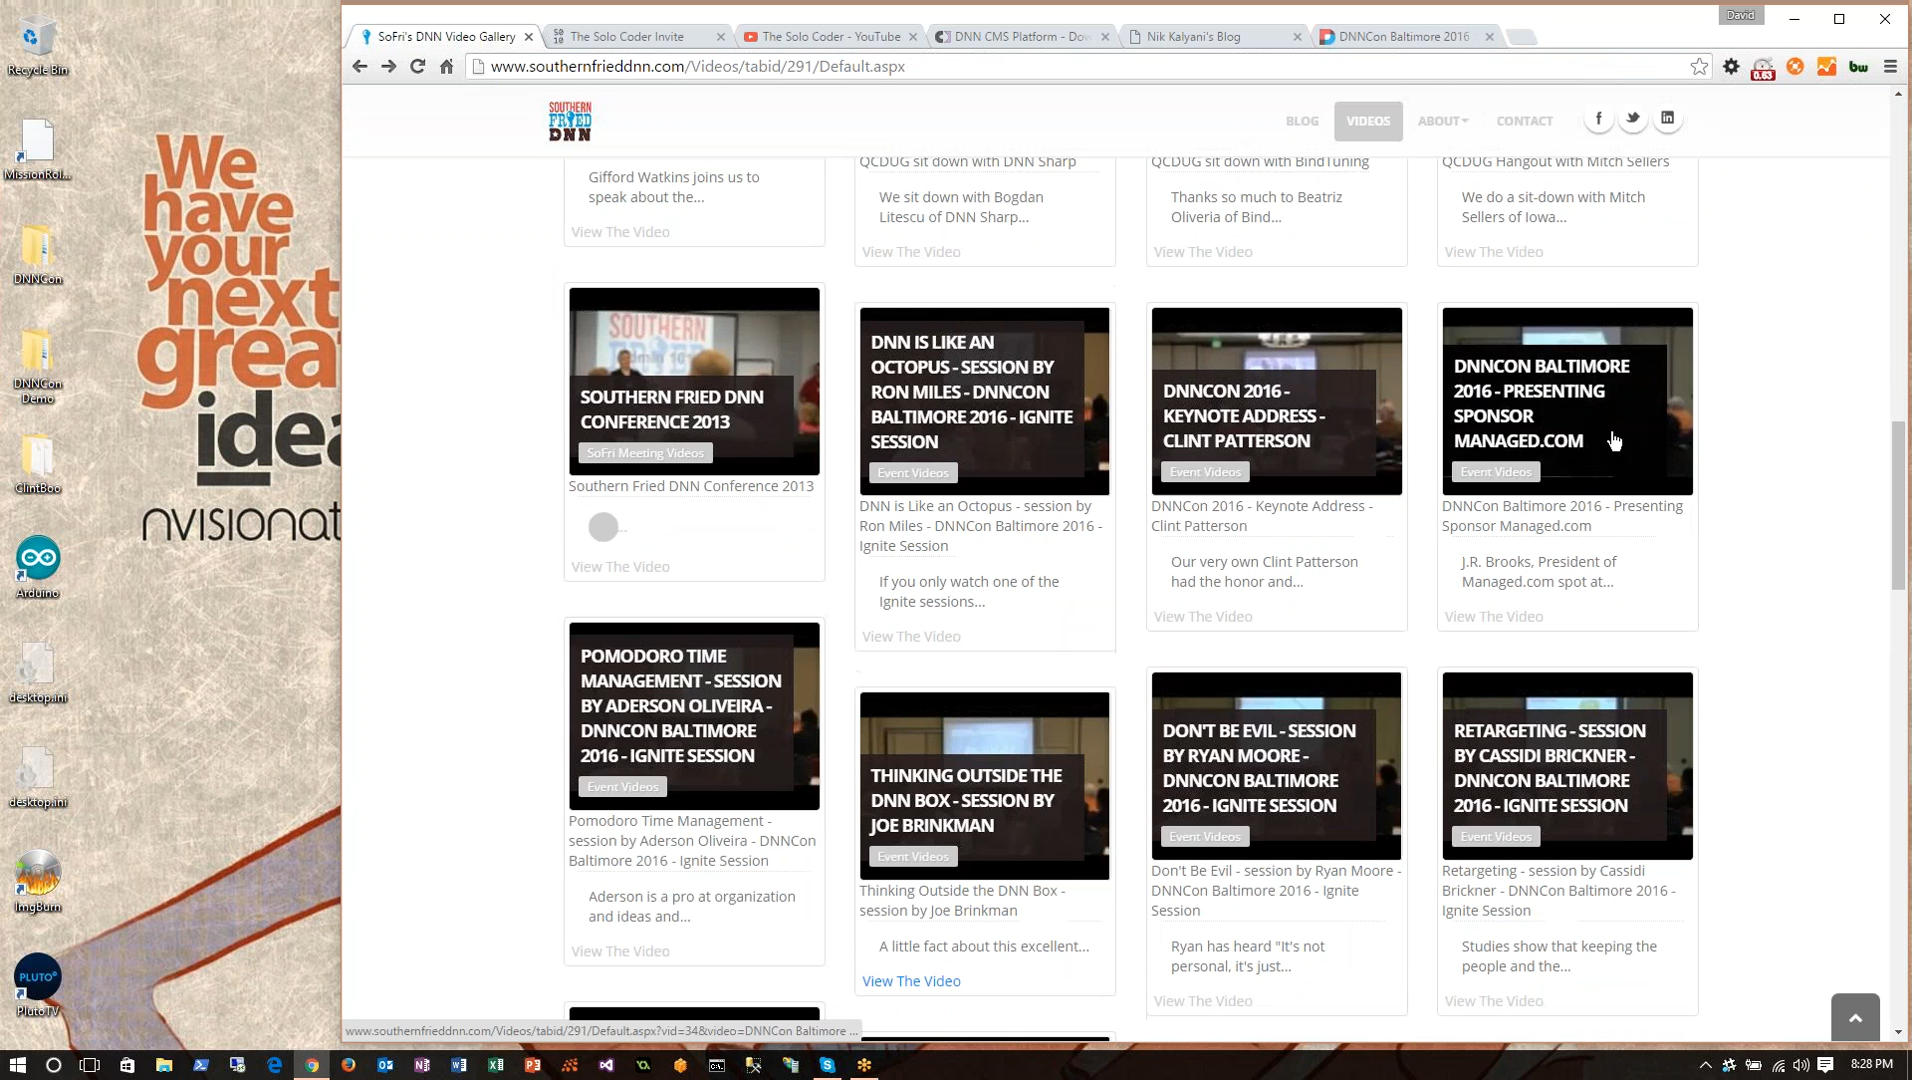 David
SoFri's DNN Video Gallery
The Solo Coder Invite
The Solo Coder - YouTube
DNN CMS Platform - Dow
Nik Kalyani's Blog
DNNCon Baltimore 2016
www.southernfrieddnn.com/Videos/tabid/291/Default.aspx
0.63
bw
SOUTHERN
FRIED
DNN
BLOG
VIDEOS
ABOUT
CONTACT
Recycle Bin
MissionRol...
DNNCon
DNNCon
Demo
ClintBoo
Arduino
desktop.ini
desktop.ini
ImgBurn
PLUTO
PlutoTV
We
have
your
next
grea
idea
nvisionat
Gifford Watkins joins us to
speak about the...
View The Video
QCDUG sit down with DNN Sharp
We sit down with Bogdan
Litescu of DNN Sharp...
View The Video
QCDUG sit down with BindTuning
Thanks so much to Beatriz
Oliveria of Bind...
View The Video
QCDUG Hangout with Mitch Sellers
We do a sit-down with Mitch
Sellers of Iowa...
View The Video
SOUTHERN FRIED DNN
CONFERENCE 2013
SoFri Meeting Videos
Southern Fried DNN Conference 2013
...
View The Video
DNN IS LIKE AN
OCTOPUS - SESSION BY
RON MILES - DNNCON
BALTIMORE 2016 - IGNITE
SESSION
Event Videos
DNN is Like an Octopus - session by
Ron Miles - DNNCon Baltimore 2016 -
Ignite Session
If you only watch one of the
Ignite sessions...
View The Video
DNNCON 2016 -
KEYNOTE ADDRESS -
CLINT PATTERSON
Event Videos
DNNCon 2016 - Keynote Address -
Clint Patterson
Our very own Clint Patterson
had the honor and...
View The Video
DNNCON BALTIMORE
2016 - PRESENTING
SPONSOR
MANAGED.COM
Event Videos
DNNCon Baltimore 2016 - Presenting
Sponsor Managed.com
J.R. Brooks, President of
Managed.com spot at...
View The Video
POMODORO TIME
MANAGEMENT - SESSION
BY ADERSON OLIVEIRA -
DNNCON BALTIMORE
2016 - IGNITE SESSION
Event Videos
Pomodoro Time Management -
session by Aderson Oliveira - DNNCon
Baltimore 2016 - Ignite Session
Aderson is a pro at organization
and ideas and...
View The Video
THINKING OUTSIDE THE
DNN BOX - SESSION BY
JOE BRINKMAN
Event Videos
Thinking Outside the DNN Box -
session by Joe Brinkman
A little fact about this excellent...
View The Video
DON'T BE EVIL - SESSION
BY RYAN MOORE -
DNNCON BALTIMORE
2016 - IGNITE SESSION
Event Videos
Don't Be Evil - session by Ryan Moore -
DNNCon Baltimore 2016 - Ignite
Session
Ryan has heard "It's not
personal, it's just...
View The Video
RETARGETING - SESSION
BY CASSIDI BRICKNER -
DNNCON BALTIMORE
2016 - IGNITE SESSION
Event Videos
Retargeting - session by Cassidi
Brickner - DNNCon Baltimore 2016 -
Ignite Session
Studies show that keeping the
people and the...
View The Video
www.southernfrieddnn.com/Videos/tabid/291/Default.aspx?vid=34&video=DNNCon Baltimore ...
8:28 PM